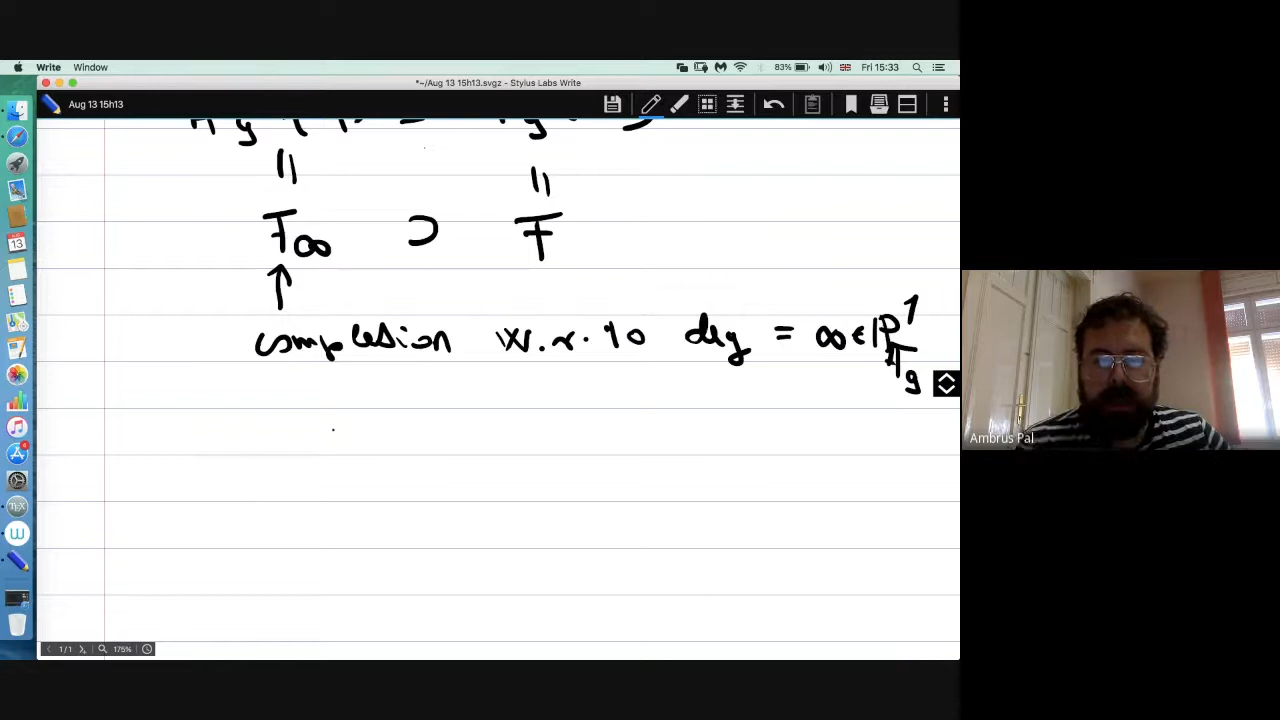 Write Window
83% Fri 15:33
*~/Aug 13 15h13.svgz - Stylus Labs Write
Aug 13 15h13
F∞ ⊃ F
↑
completion w.r. to deg = ∞ ∈ ℙ¹_𝔽q
Ambrus Pal
1/1 175%